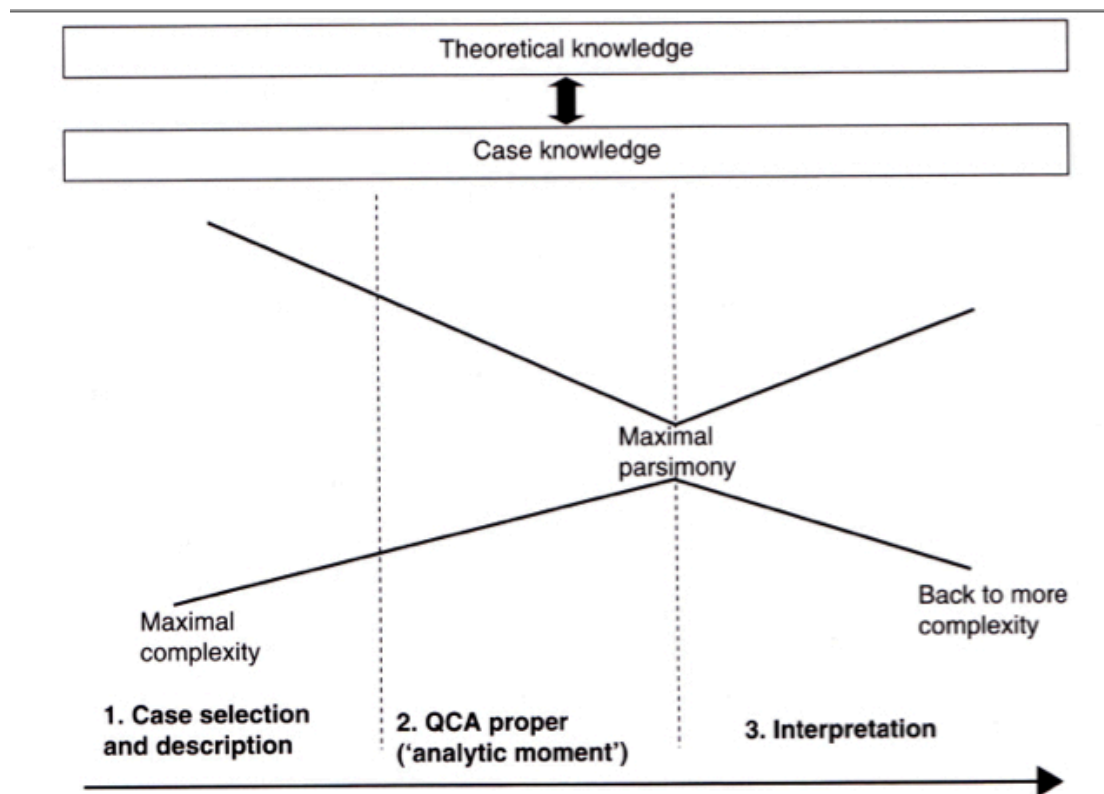 Theoretical knowledge
Case knowledge
Maximal
parsimony
Maximal
complexity
Back to more
complexity
1. Case selection
and description
2. QCA proper
(‘analytic moment’)
3. Interpretation